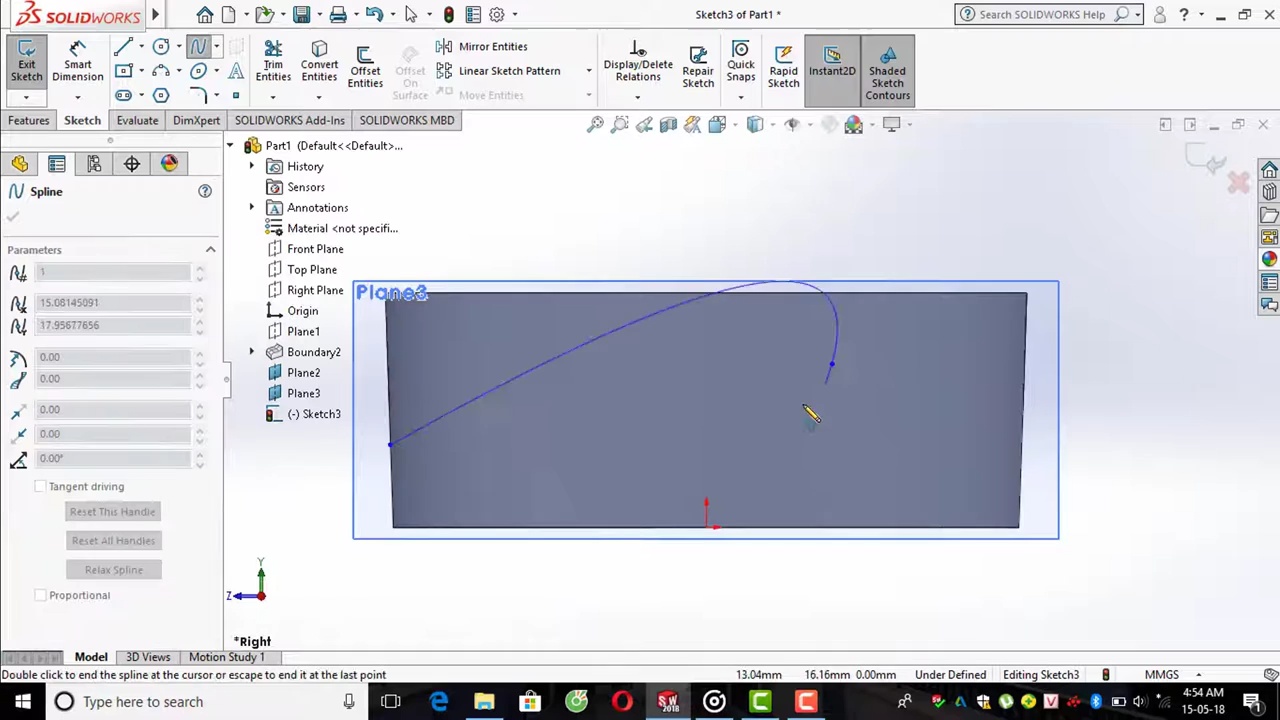 SOLIDWORKS
Sketch3 of Part1 *
Search SOLIDWORKS Help
Exit Sketch
Smart Dimension
Trim Entities
Convert Entities
Offset Entities
Offset On Surface
Mirror Entities
Linear Sketch Pattern
Move Entities
Display/Delete Relations
Repair Sketch
Quick Snaps
Rapid Sketch
Instant2D
Shaded Sketch Contours
Features
Sketch
Evaluate
DimXpert
SOLIDWORKS Add-Ins
SOLIDWORKS MBD
Spline
Parameters
1
15.08145091
17.95677656
0.00
0.00
0.00
0.00
0.00°
Tangent driving
Reset This Handle
Reset All Handles
Relax Spline
Proportional
Part1 (Default<<Default>...
History
Sensors
Annotations
Material <not specifi...
Front Plane
Top Plane
Right Plane
Origin
Plane1
Boundary2
Plane2
Plane3
(-) Sketch3
Plane3
Y
Z
*Right
Model
3D Views
Motion Study 1
Double click to end the spline at the cursor or escape to end it at the last point
13.04mm
16.16mm
0.00mm
Under Defined
Editing Sketch3
MMGS
Type here to search
SW
2018
4:54 AM
15-05-18